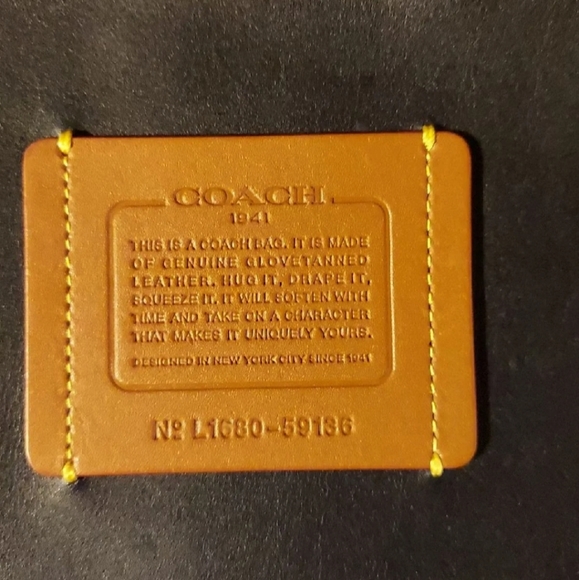 COACH
1941
THIS IS A COACH BAG. IT IS MADE
OF GENUINE GLOVETANNED
LEATHER. HUG IT, DRAPE IT,
SQUEEZE IT. IT WILL SOFTEN WITH
TIME AND TAKE ON A CHARACTER
THAT MAKES IT UNIQUELY YOURS.
DESIGNED IN NEW YORK CITY SINCE 1941
Nº L1680-59136